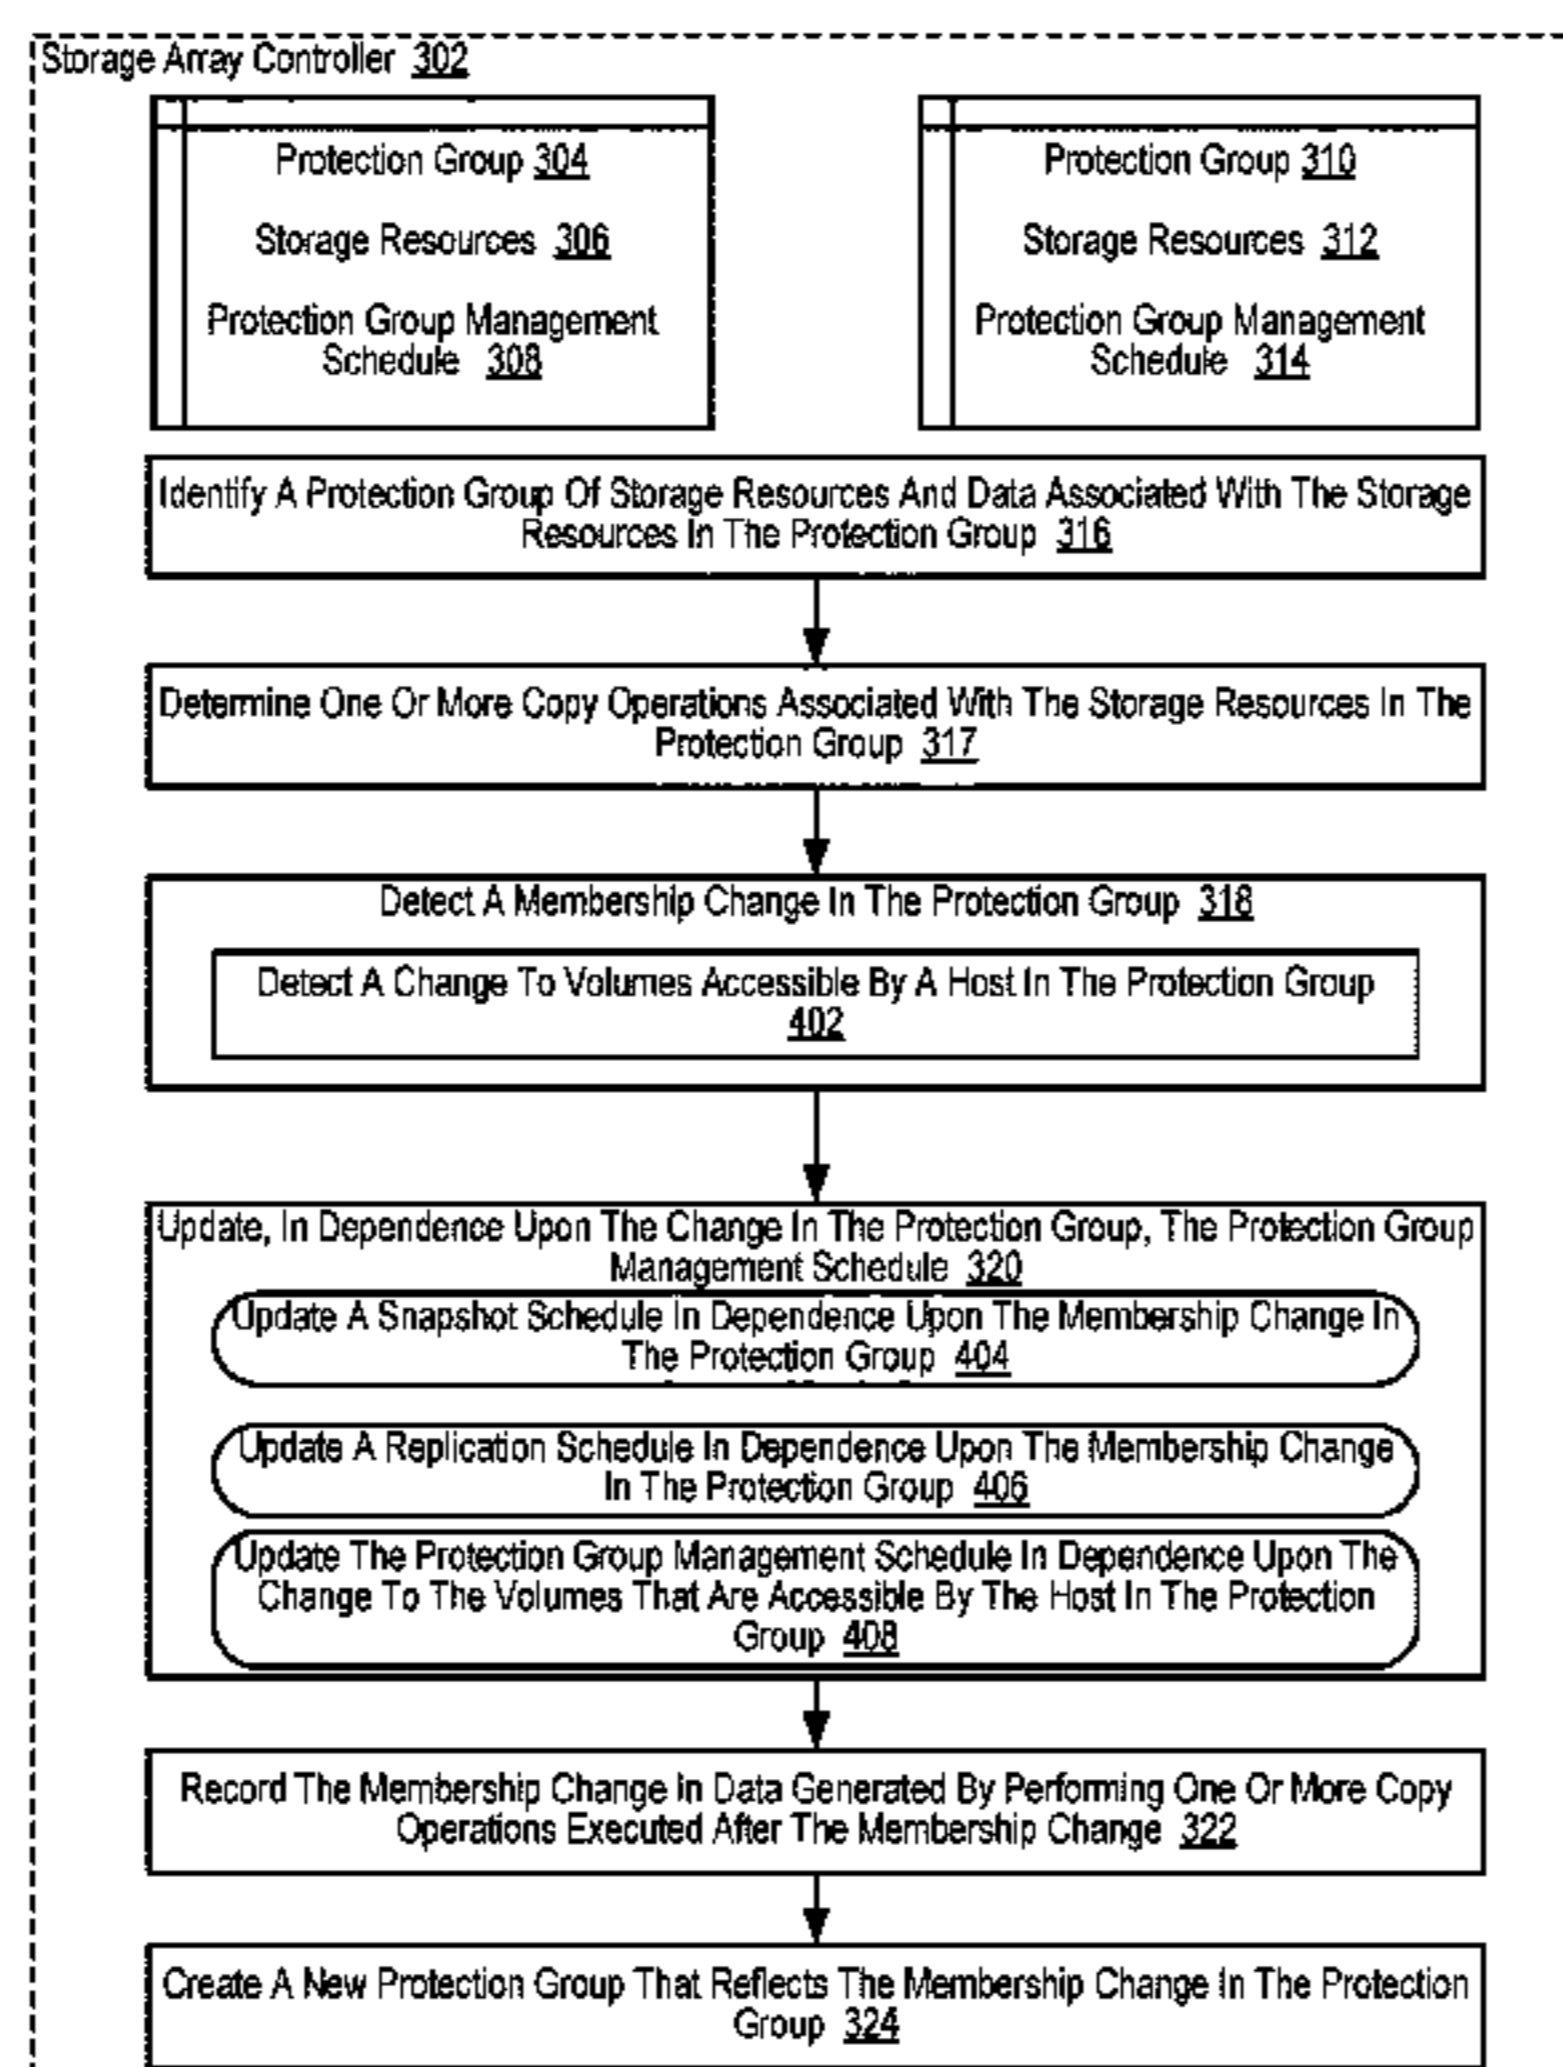 Storage Array Controller 302
Protection Group 304
Storage Resources 306
Protection Group Management
Schedule 308
Protection Group 310
Storage Resources 312
Protection Group Management
Schedule 314
Identify A Protection Group Of Storage Resources And Data Associated With The Storage
Resources In The Protection Group 316
Determine One Or More Copy Operations Associated With The Storage Resources In The
Protection Group 317
Detect A Membership Change In The Protection Group 318
Detect A Change To Volumes Accessible By A Host In The Protection Group
402
Update, In Dependence Upon The Change In The Protection Group, The Protection Group
Management Schedule 320
Update A Snapshot Schedule In Dependence Upon The Membership Change In
The Protection Group 404
Update A Replication Schedule In Dependence Upon The Membership Change
In The Protection Group 406
Update The Protection Group Management Schedule In Dependence Upon The
Change To The Volumes That Are Accessible By The Host In The Protection
Group 408
Record The Membership Change In Data Generated By Performing One Or More Copy
Operations Executed After The Membership Change 322
Create A New Protection Group That Reflects The Membership Change In The Protection
Group 324